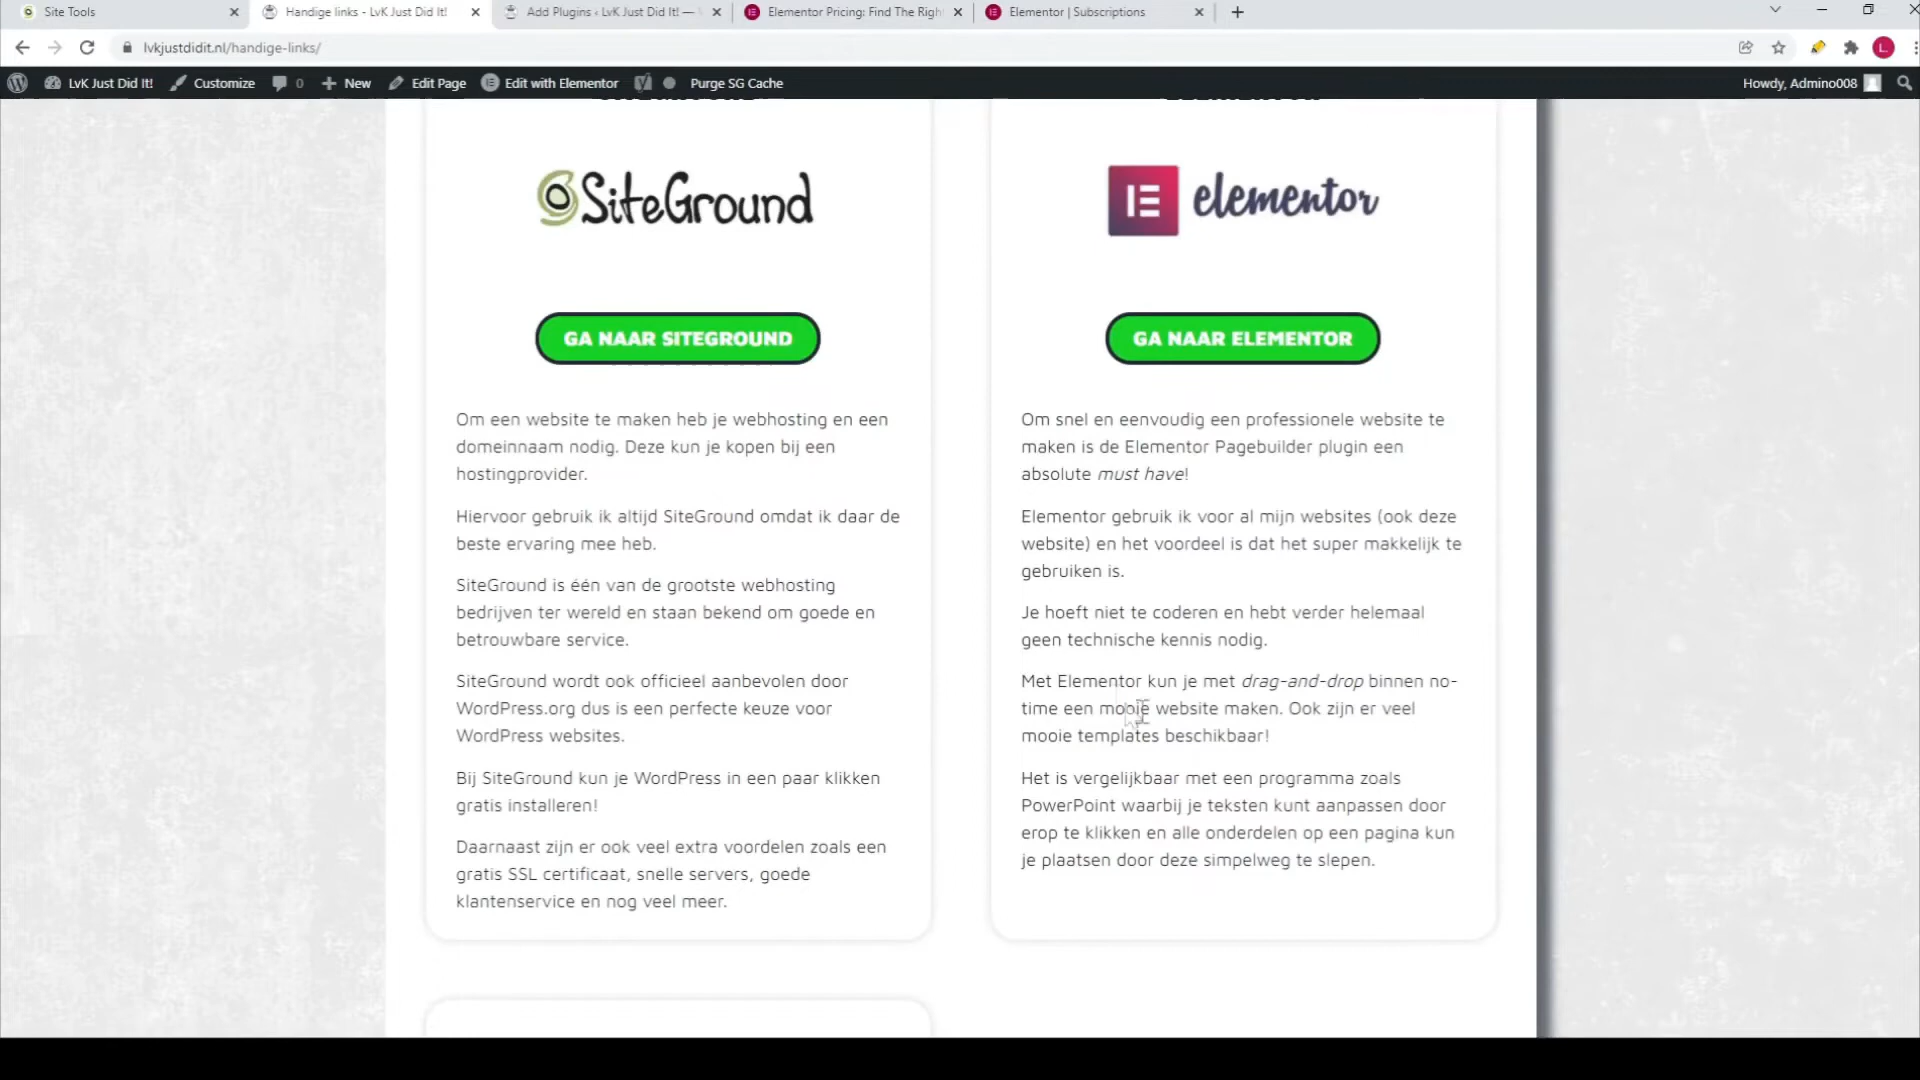 Site Tools
Handige links - LvK Just Did It!
Add Plugins ‹ LvK Just Did It! —
Elementor Pricing: Find The Righ
Elementor | Subscriptions
lvkjustdidit.nl/handige-links/
L
LvK Just Did It!
Customize
0
New
Edit Page
Edit with Elementor
Purge SG Cache
Howdy, Admino008
SiteGround
GA NAAR SITEGROUND
Om een website te maken heb je webhosting en een
domeinnaam nodig. Deze kun je kopen bij een
hostingprovider.
Hiervoor gebruik ik altijd SiteGround omdat ik daar de
beste ervaring mee heb.
SiteGround is één van de grootste webhosting
bedrijven ter wereld en staan bekend om goede en
betrouwbare service.
SiteGround wordt ook officieel aanbevolen door
WordPress.org dus is een perfecte keuze voor
WordPress websites.
Bij SiteGround kun je WordPress in een paar klikken
gratis installeren!
Daarnaast zijn er ook veel extra voordelen zoals een
gratis SSL certificaat, snelle servers, goede
klantenservice en nog veel meer.
elementor
GA NAAR ELEMENTOR
Om snel en eenvoudig een professionele website te
maken is de Elementor Pagebuilder plugin een
absolute must have!
Elementor gebruik ik voor al mijn websites (ook deze
website) en het voordeel is dat het super makkelijk te
gebruiken is.
Je hoeft niet te coderen en hebt verder helemaal
geen technische kennis nodig.
Met Elementor kun je met drag-and-drop binnen no-
time een mooie website maken. Ook zijn er veel
mooie templates beschikbaar!
Het is vergelijkbaar met een programma zoals
PowerPoint waarbij je teksten kunt aanpassen door
erop te klikken en alle onderdelen op een pagina kun
je plaatsen door deze simpelweg te slepen.